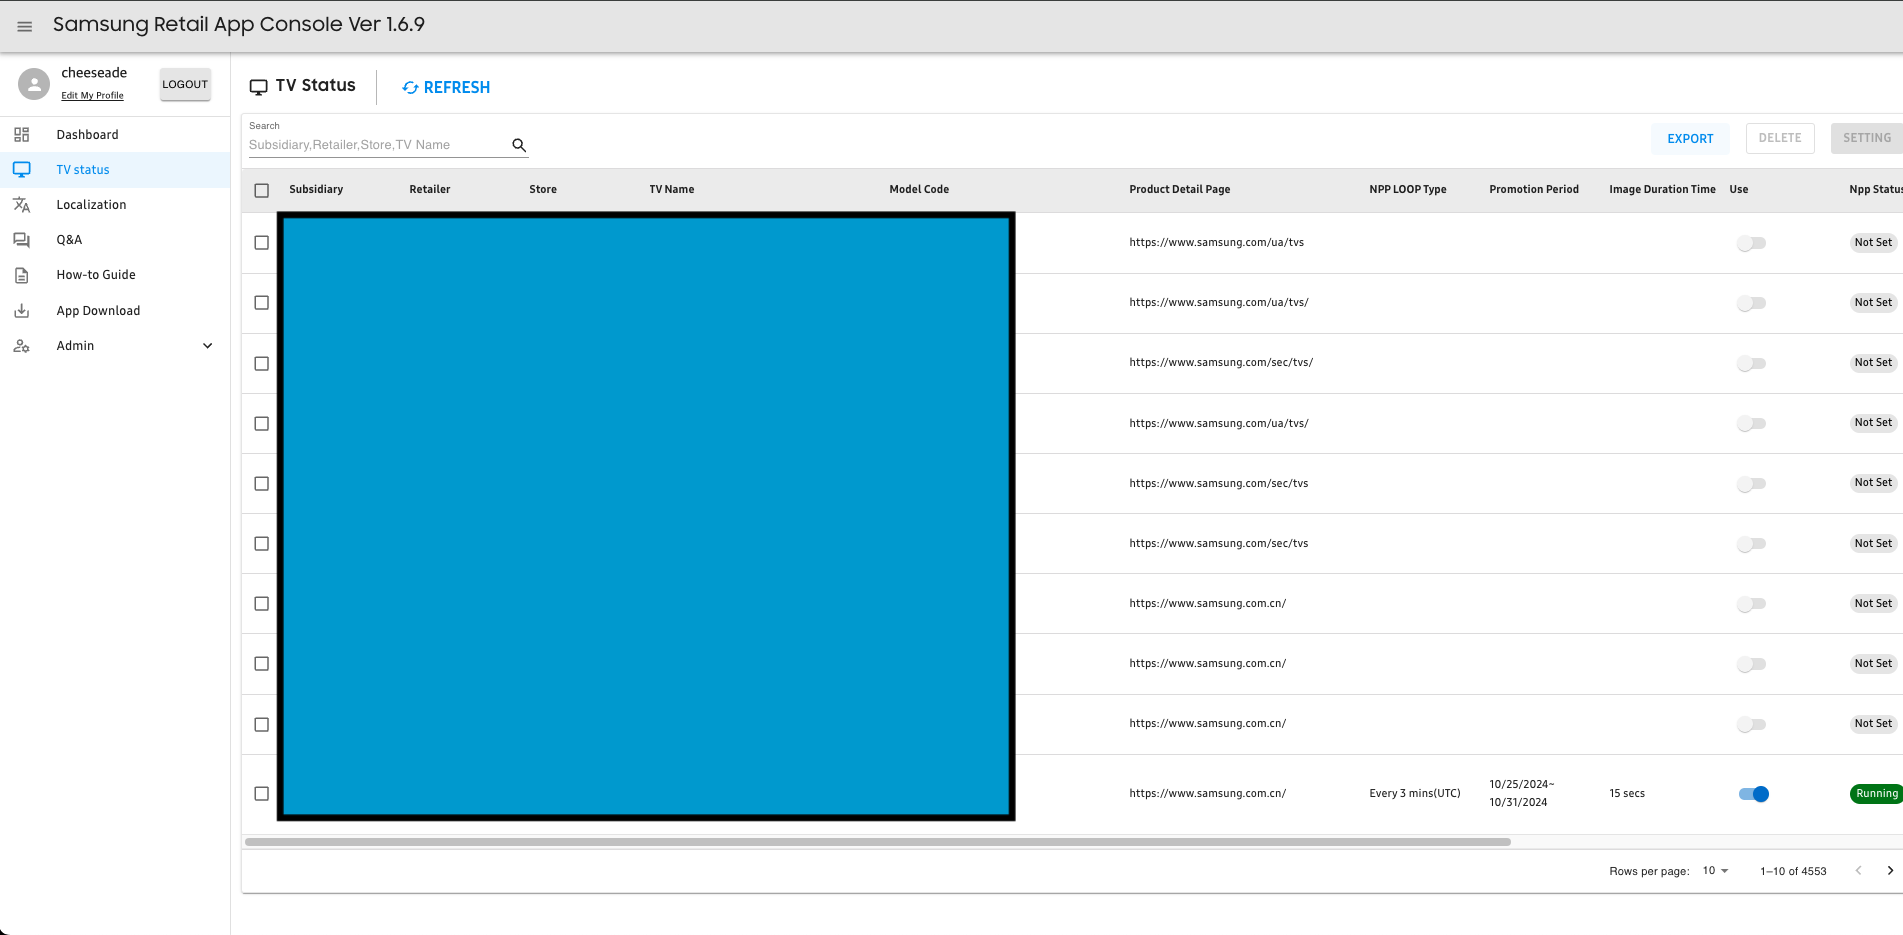 Samsung Retail App Console Ver 1.6.9
cheeseade
Edit My Profile
LOGOUT
Dashboard
TV status
Localization
Q&A
How-to Guide
App Download
Admin
TV Status
REFRESH
Search
Subsidiary,Retailer,Store,TV Name
EXPORT
DELETE
SETTING
Subsidiary Retailer Store TV Name Model Code Product Detail Page NPP LOOP Type Promotion Period Image Duration Time Use Npp Status
https://www.samsung.com/ua/tvs Not Set
https://www.samsung.com/ua/tvs/ Not Set
https://www.samsung.com/sec/tvs/ Not Set
https://www.samsung.com/ua/tvs/ Not Set
https://www.samsung.com/sec/tvs Not Set
https://www.samsung.com/sec/tvs Not Set
https://www.samsung.com.cn/ Not Set
https://www.samsung.com.cn/ Not Set
https://www.samsung.com.cn/ Not Set
https://www.samsung.com.cn/ Every 3 mins(UTC) 10/25/2024~ 15 secs Running
10/31/2024
Rows per page: 10 1–10 of 4553